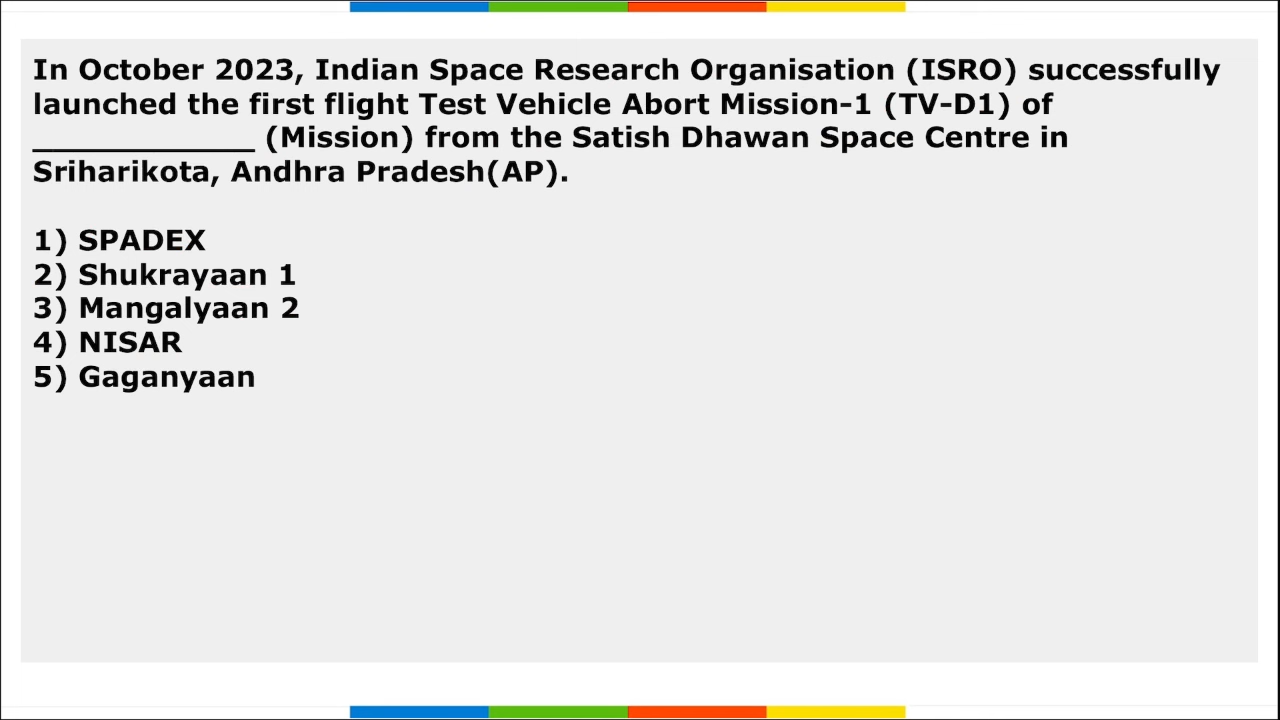 In October 2023, Indian Space Research Organisation (ISRO) successfully
launched the first flight Test Vehicle Abort Mission-1 (TV-D1) of
_____________ (Mission) from the Satish Dhawan Space Centre in
Sriharikota, Andhra Pradesh(AP).
1) SPADEX
2) Shukrayaan 1
3) Mangalyaan 2
4) NISAR
5) Gaganyaan